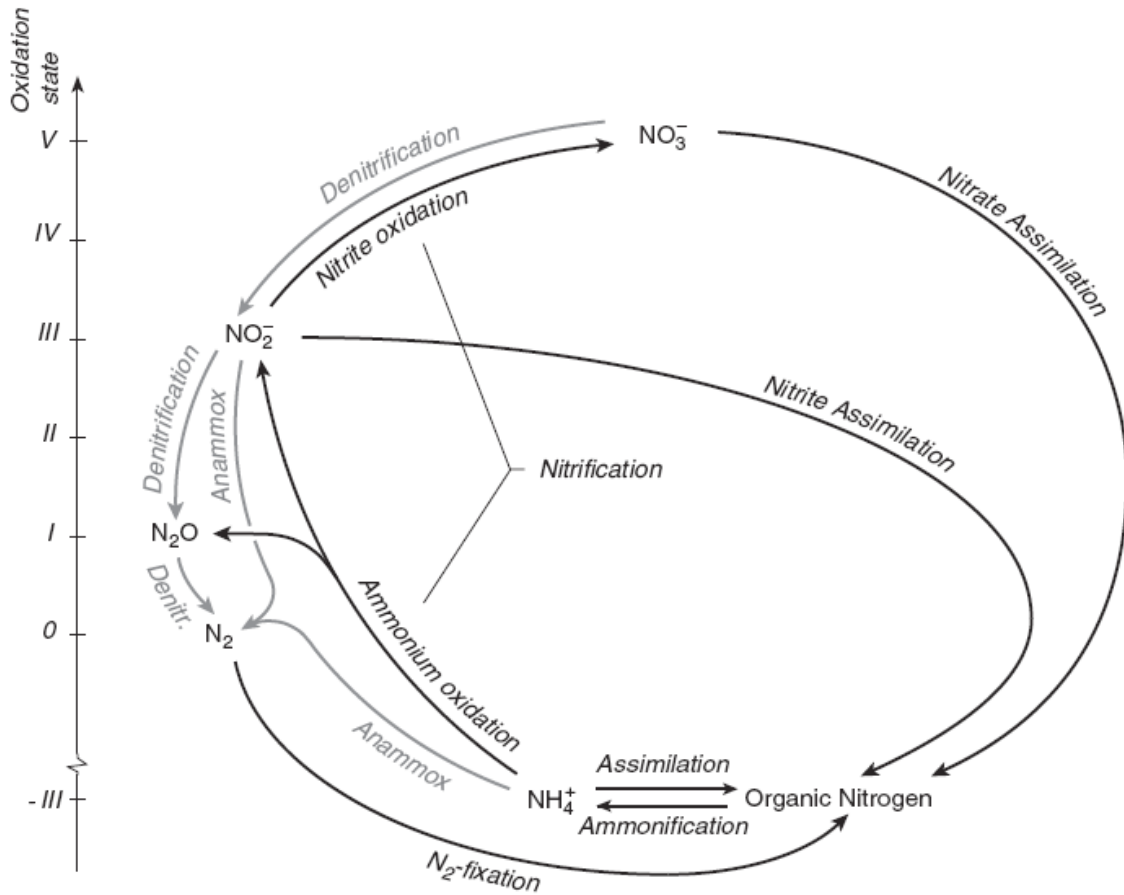 Oxidation
state
V
IV
III
II
I
0
- III
NO₃⁻
Denitrification
Nitrite oxidation
Nitrate Assimilation
NO₂⁻
Denitrification
Anammox
Nitrite Assimilation
Nitrification
N₂O
Denitr.
N₂
Ammonium oxidation
Anammox
NH₄⁺
Assimilation
Ammonification
Organic Nitrogen
N₂-fixation